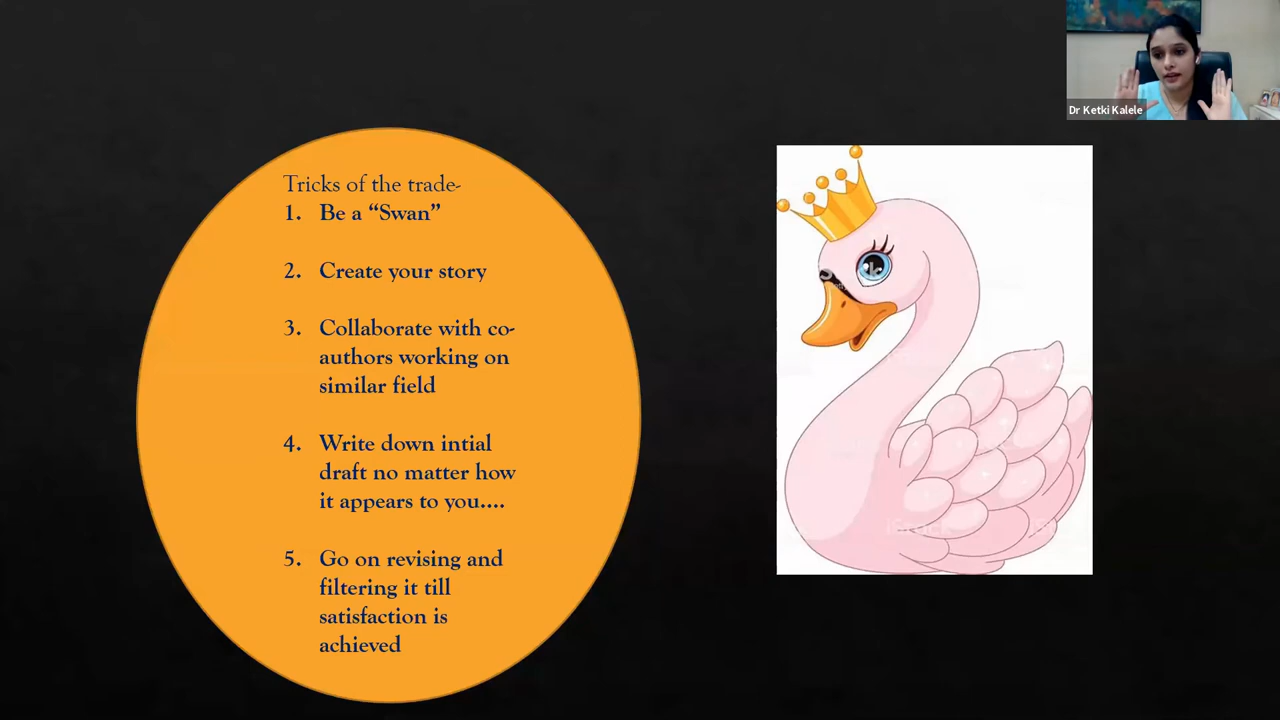 Dr Ketki Kalele
Tricks of the trade-
1. Be a “Swan”
2. Create your story
3. Collaborate with co-
authors working on
similar field
4. Write down intial
draft no matter how
it appears to you....
5. Go on revising and
filtering it till
satisfaction is
achieved